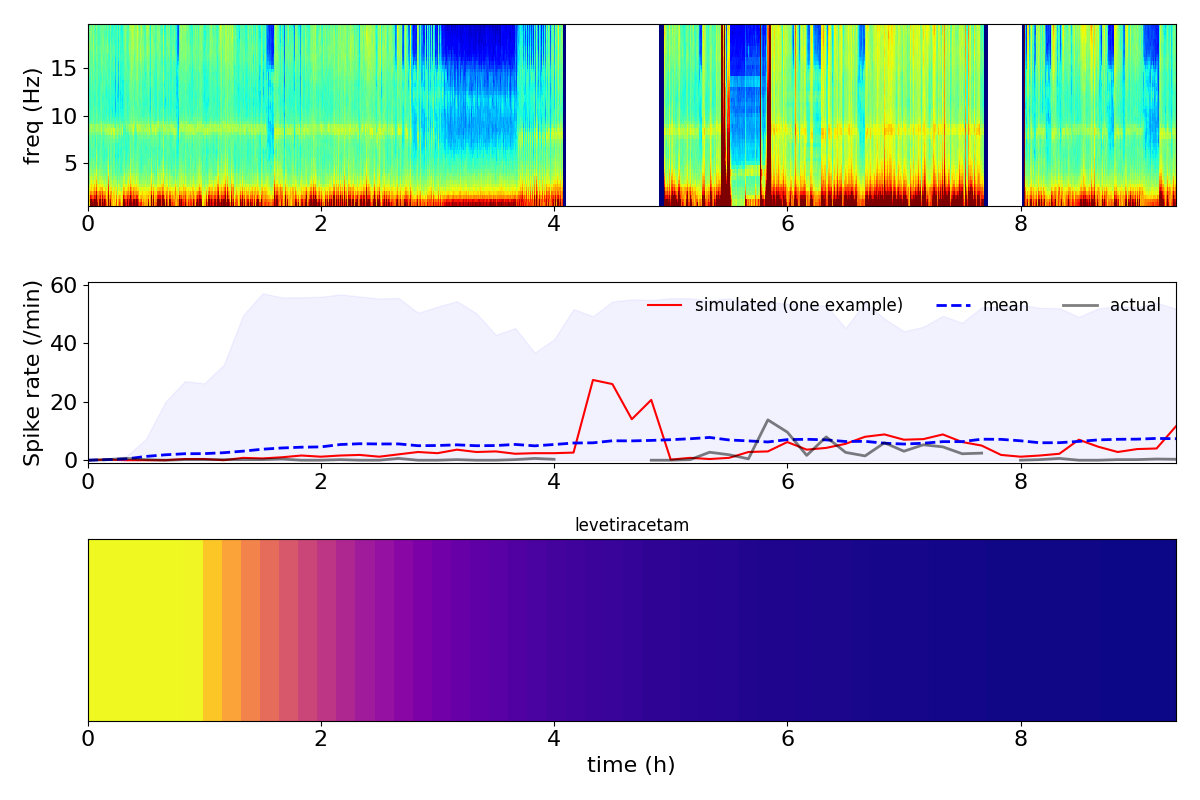 freq (Hz)
15
10
5
0 2 4 6 8
Spike rate (/min)
60
40
20
0
simulated (one example) mean actual
0 2 4 6 8
levetiracetam
0 2 4 6 8
time (h)